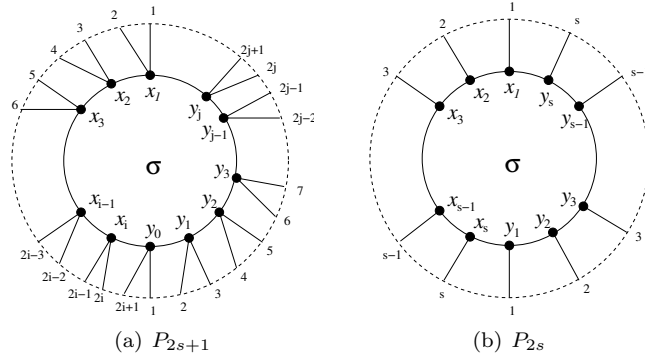 1
2
3
4
5
6
x₁
x₂
x₃
2j+1
2j
2j−1
2j−2
yⱼ
yⱼ₋₁
σ
y₃
7
6
y₂
5
xᵢ₋₁
xᵢ
y₀
y₁
2i−3
2i−2
2i−1
2i
2i+1
1
2
3
4
(a) P₂ₛ₊₁
1
s
s−
2
3
x₁
yₛ
yₛ₋₁
x₂
x₃
σ
xₛ₋₁
xₛ
y₁
y₂
y₃
s−1
s
1
2
3
(b) P₂ₛ